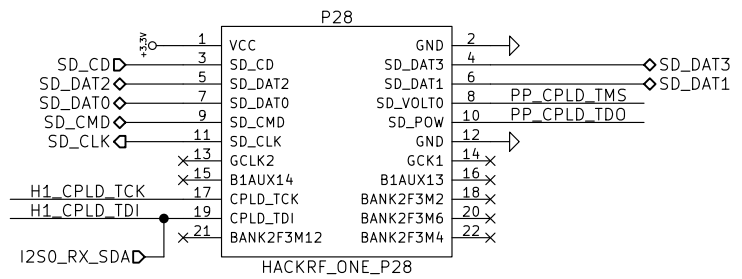 P28
+3.3V 1 VCC GND 2
SD_CD 3 SD_CD SD_DAT3 4 SD_DAT3
SD_DAT2 5 SD_DAT2 SD_DAT1 6 SD_DAT1
SD_DAT0 7 SD_DAT0 SD_VOLT0 8 PP_CPLD_TMS
SD_CMD 9 SD_CMD SD_POW 10 PP_CPLD_TDO
SD_CLK 11 SD_CLK GND 12
13 GCLK2 GCK1 14
15 B1AUX14 B1AUX13 16
H1_CPLD_TCK 17 CPLD_TCK BANK2F3M2 18
H1_CPLD_TDI 19 CPLD_TDI BANK2F3M6 20
21 BANK2F3M12 BANK2F3M4 22
I2S0_RX_SDA
HACKRF_ONE_P28